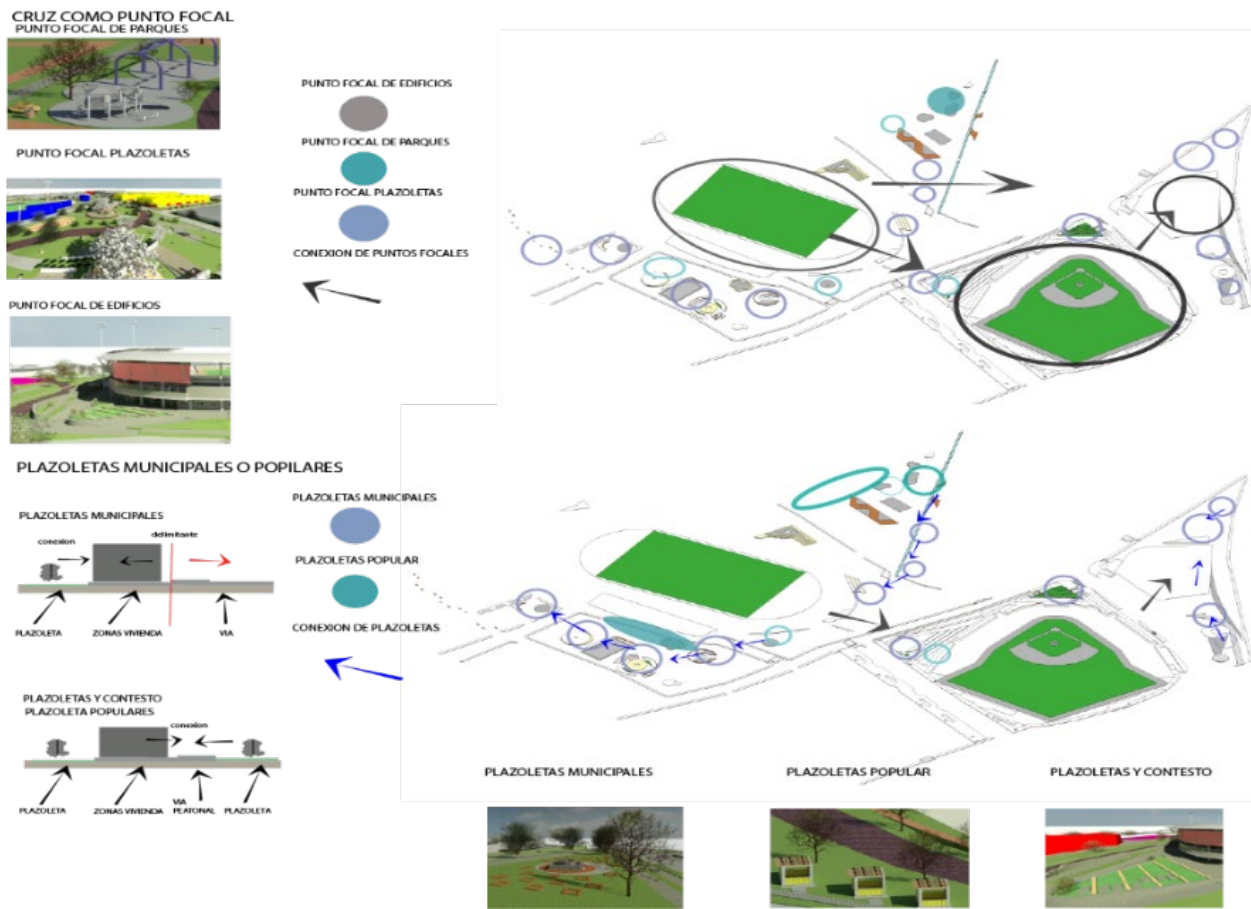 CRUZ COMO PUNTO FOCAL
PUNTO FOCAL DE PARQUES
PUNTO FOCAL PLAZOLETAS
PUNTO FOCAL DE EDIFICIOS
PUNTO FOCAL DE EDIFICIOS
PUNTO FOCAL DE PARQUES
PUNTO FOCAL PLAZOLETAS
CONEXION DE PUNTOS FOCALES
PLAZOLETAS MUNICIPALES O POPILARES
PLAZOLETAS MUNICIPALES
conexion
delimitante
PLAZOLETA
ZONAS VIVIENDA
VIA
PLAZOLETAS Y CONTESTO
PLAZOLETA POPULARES
conexion
PLAZOLETA
ZONAS VIVIENDA
VIA
PEATONAL
PLAZOLETA
PLAZOLETAS MUNICIPALES
PLAZOLETAS POPULAR
CONEXION DE PLAZOLETAS
PLAZOLETAS MUNICIPALES
PLAZOLETAS POPULAR
PLAZOLETAS Y CONTESTO